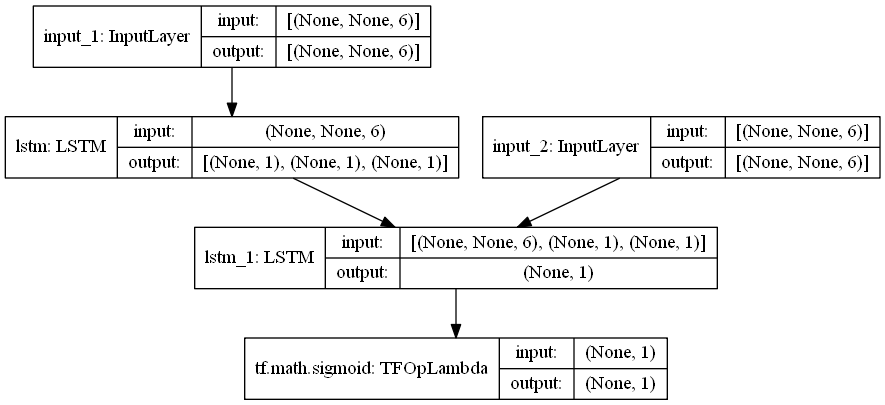 input_1: InputLayer
input:
[(None, None, 6)]
output:
[(None, None, 6)]
lstm: LSTM
input:
(None, None, 6)
output:
[(None, 1), (None, 1), (None, 1)]
input_2: InputLayer
input:
[(None, None, 6)]
output:
[(None, None, 6)]
lstm_1: LSTM
input:
[(None, None, 6), (None, 1), (None, 1)]
output:
(None, 1)
tf.math.sigmoid: TFOpLambda
input:
(None, 1)
output:
(None, 1)